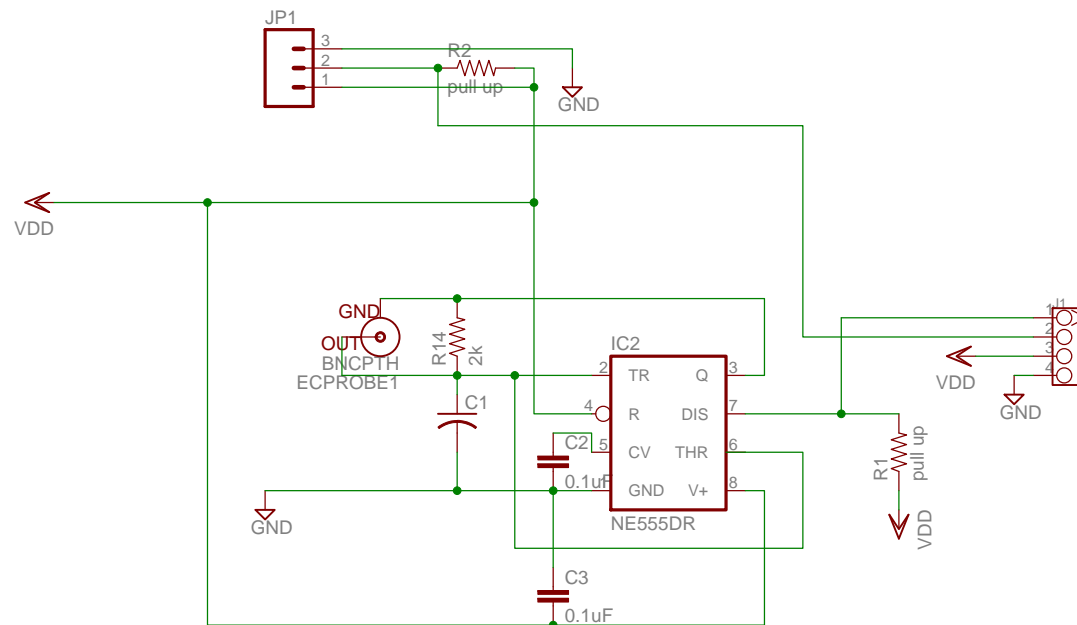 JP1
3
2
1
R2
pull up
GND
VDD
GND
OUT
BNCPTH
ECPROBE1
R14
2k
C1
C2
0.1uF
GND
IC2
2
TR
Q
3
4
R
DIS
7
5
CV
THR
6
GND
V+
8
NE555DR
C3
0.1uF
R1
pull up
VDD
J1
1
2
3
4
VDD
GND